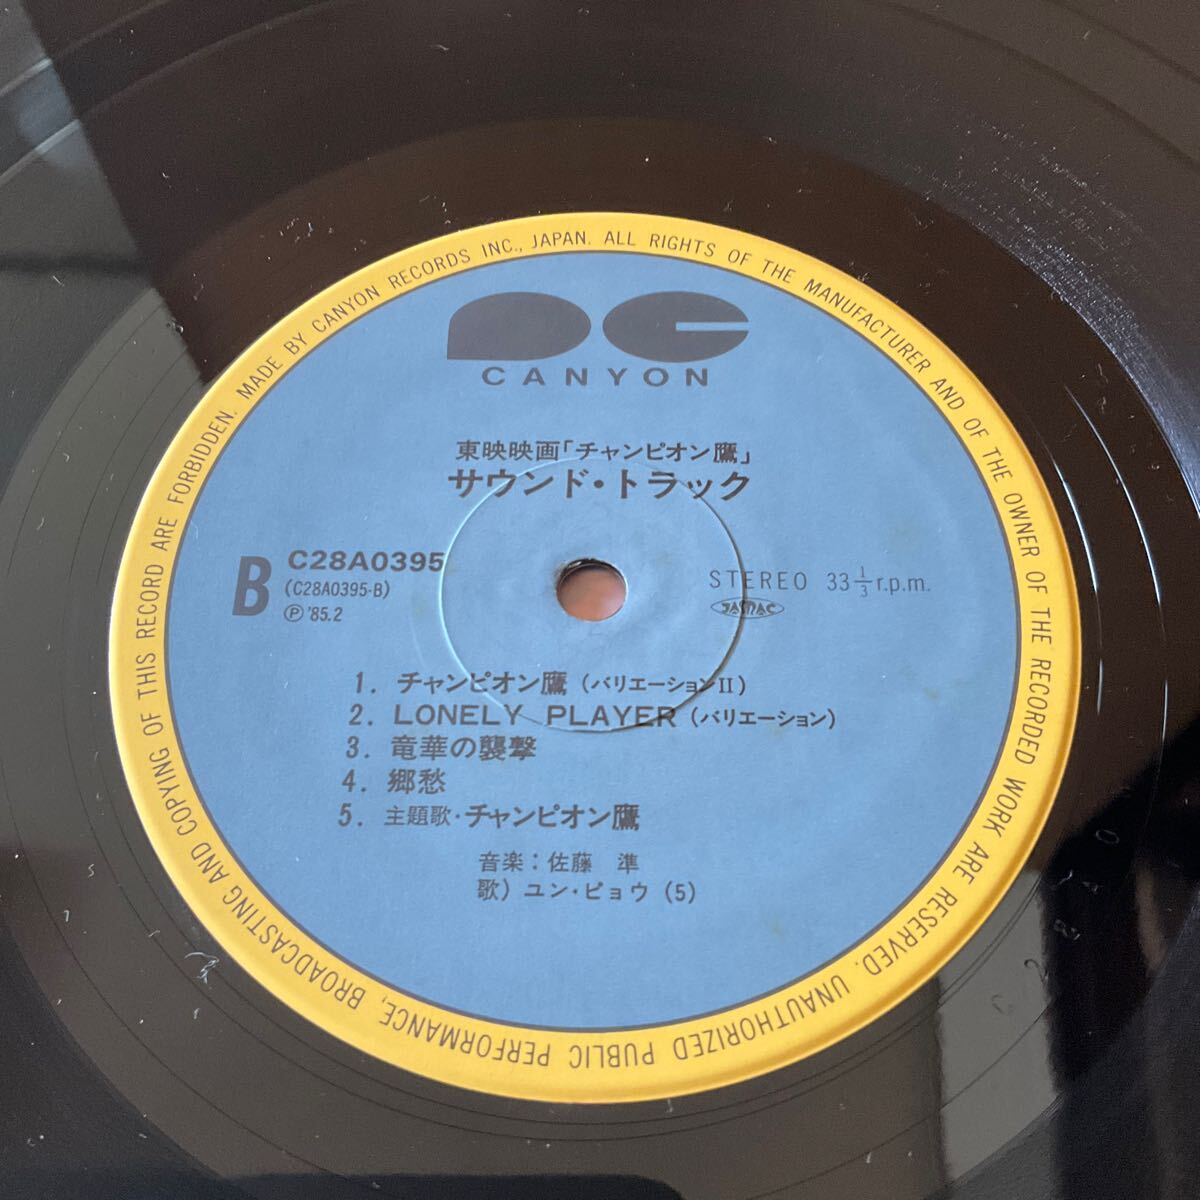 MADE BY CANYON RECORDS INC., JAPAN. ALL RIGHTS OF THE MANUFACTURER AND OF THE OWNER OF THE RECORDED WORK ARE RESERVED. UNAUTHORIZED PUBLIC PERFORMANCE, BROADCASTING AND COPYING OF THIS RECORD ARE FORBIDDEN.
CANYON
東映映画「チャンピオン鷹」
サウンド・トラック
B
C28A0395
(C28A0395-B)
Ⓟ '85.2
STEREO 33 1/3 r.p.m.
JASRAC
1. チャンピオン鷹 (バリエーションII)
2. LONELY PLAYER (バリエーション)
3. 竜華の襲撃
4. 郷愁
5. 主題歌・チャンピオン鷹
音楽：佐藤 準
歌）ユン・ピョウ (5)